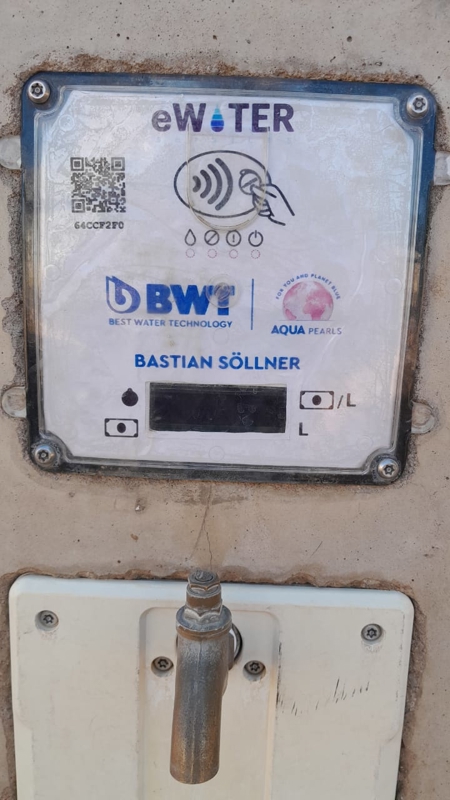 eWATER
64CCF2F0
BWT
BEST WATER TECHNOLOGY
FOR YOU AND PLANET BLUE
AQUA PEARLS
BASTIAN SÖLLNER
/L
L